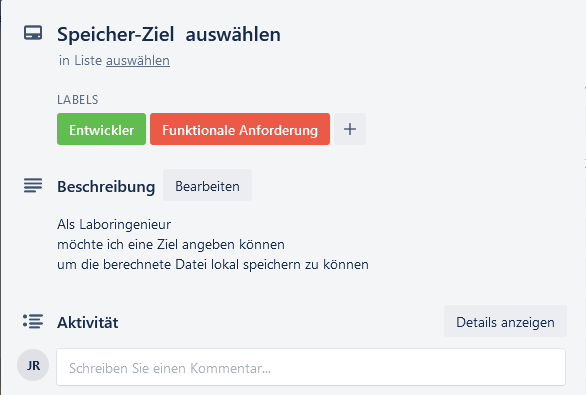 Speicher-Ziel auswählen
in Liste auswählen
LABELS
Entwickler Funktionale Anforderung +
Beschreibung Bearbeiten
Als Laboringenieur
möchte ich eine Ziel angeben können
um die berechnete Datei lokal speichern zu können
Aktivität Details anzeigen
JR Schreiben Sie einen Kommentar...